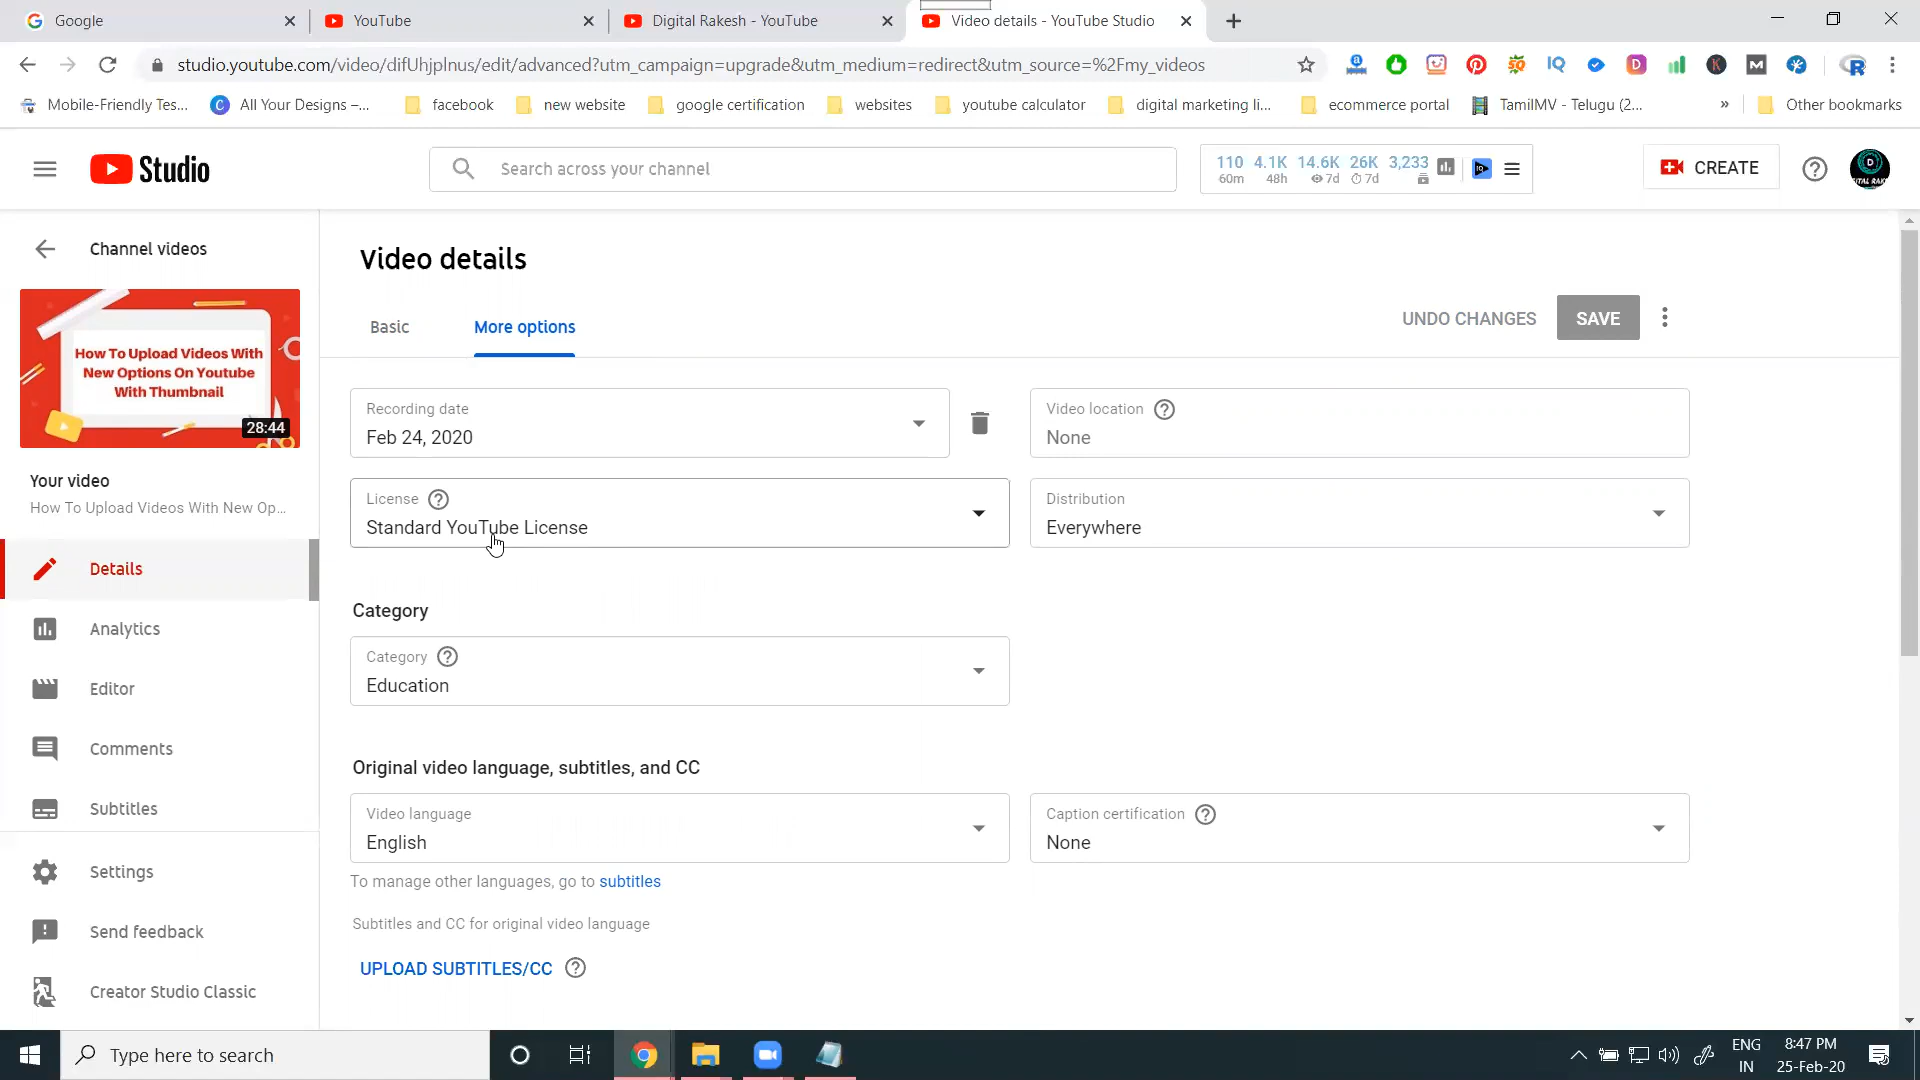 Google
YouTube
Digital Rakesh - YouTube
Video details - YouTube Studio
studio.youtube.com/video/difUhjplnus/edit/advanced?utm_campaign=upgrade&utm_medium=redirect&utm_source=%2Fmy_videos
Mobile-Friendly Tes...
All Your Designs –...
facebook
new website
google certification
websites
youtube calculator
digital marketing li...
ecommerce portal
TamilMV - Telugu (2...
»
Other bookmarks
Studio
Search across your channel
110 4.1K 14.6K 26K 3,233
60m 48h 7d 7d
CREATE
Channel videos
How To Upload Videos With
New Options On Youtube
With Thumbnail
28:44
Your video
How To Upload Videos With New Op...
Details
Analytics
Editor
Comments
Subtitles
Settings
Send feedback
Creator Studio Classic
Video details
Basic
More options
UNDO CHANGES
SAVE
Recording date
Feb 24, 2020
Video location
None
License
Standard YouTube License
Distribution
Everywhere
Category
Category
Education
Original video language, subtitles, and CC
Video language
English
Caption certification
None
To manage other languages, go to subtitles
Subtitles and CC for original video language
UPLOAD SUBTITLES/CC
Type here to search
ENG
IN
8:47 PM
25-Feb-20